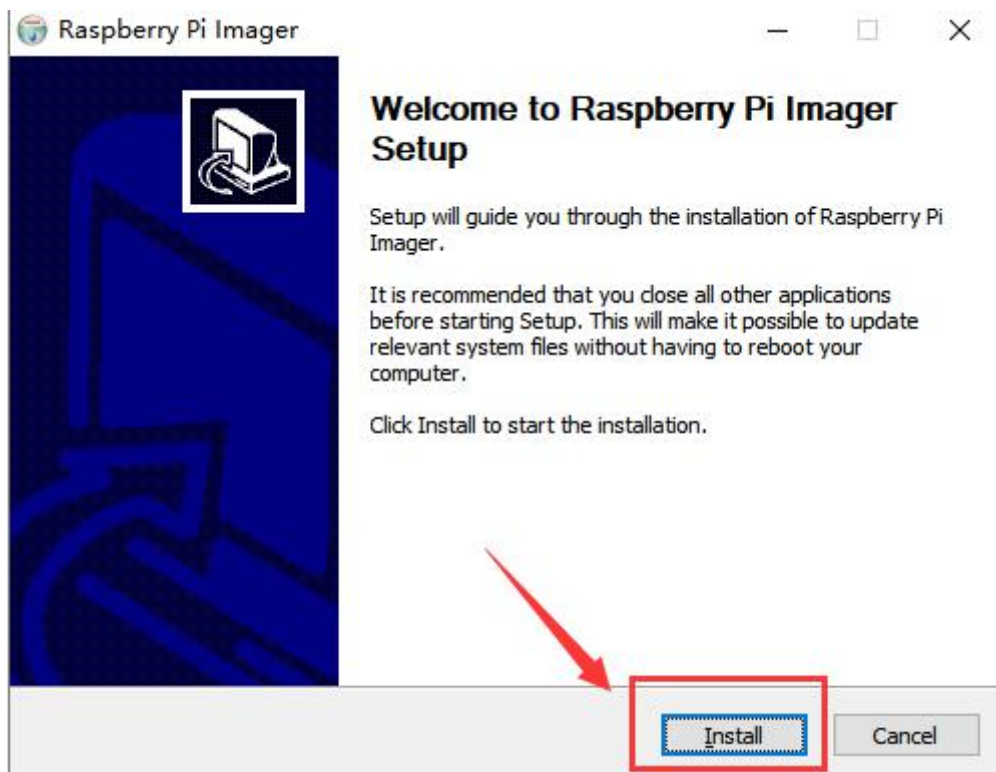 Raspberry Pi Imager
Welcome to Raspberry Pi Imager
Setup
Setup will guide you through the installation of Raspberry Pi
Imager.
It is recommended that you close all other applications
before starting Setup. This will make it possible to update
relevant system files without having to reboot your
computer.
Click Install to start the installation.
Install
Cancel